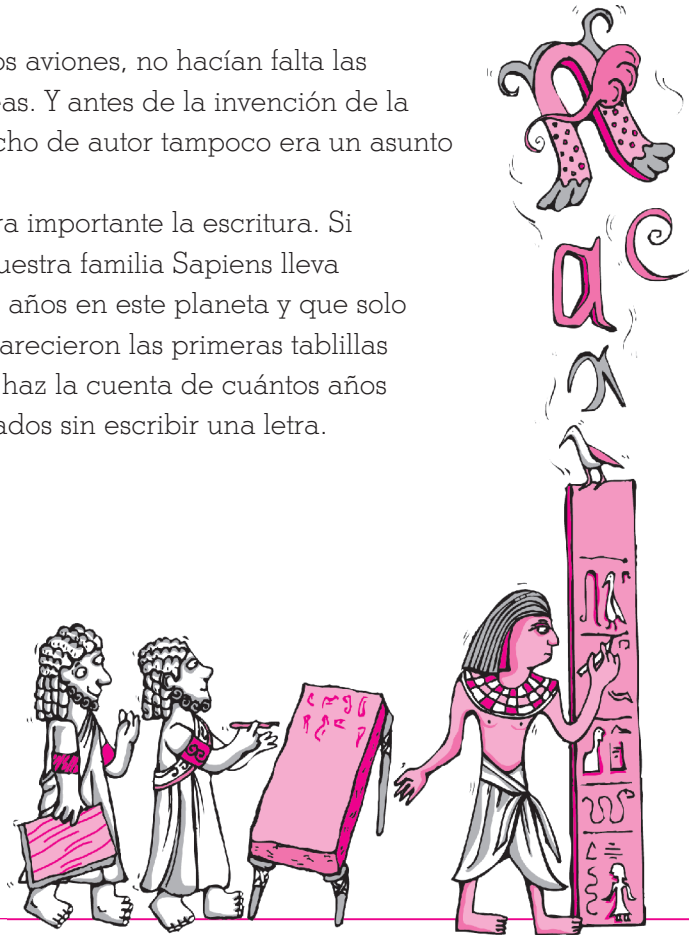 os aviones, no hacían falta las
eas. Y antes de la invención de la
cho de autor tampoco era un asunto
ra importante la escritura. Si
uestra familia Sapiens lleva
años en este planeta y que solo
arecieron las primeras tablillas
haz la cuenta de cuántos años
ados sin escribir una letra.
a